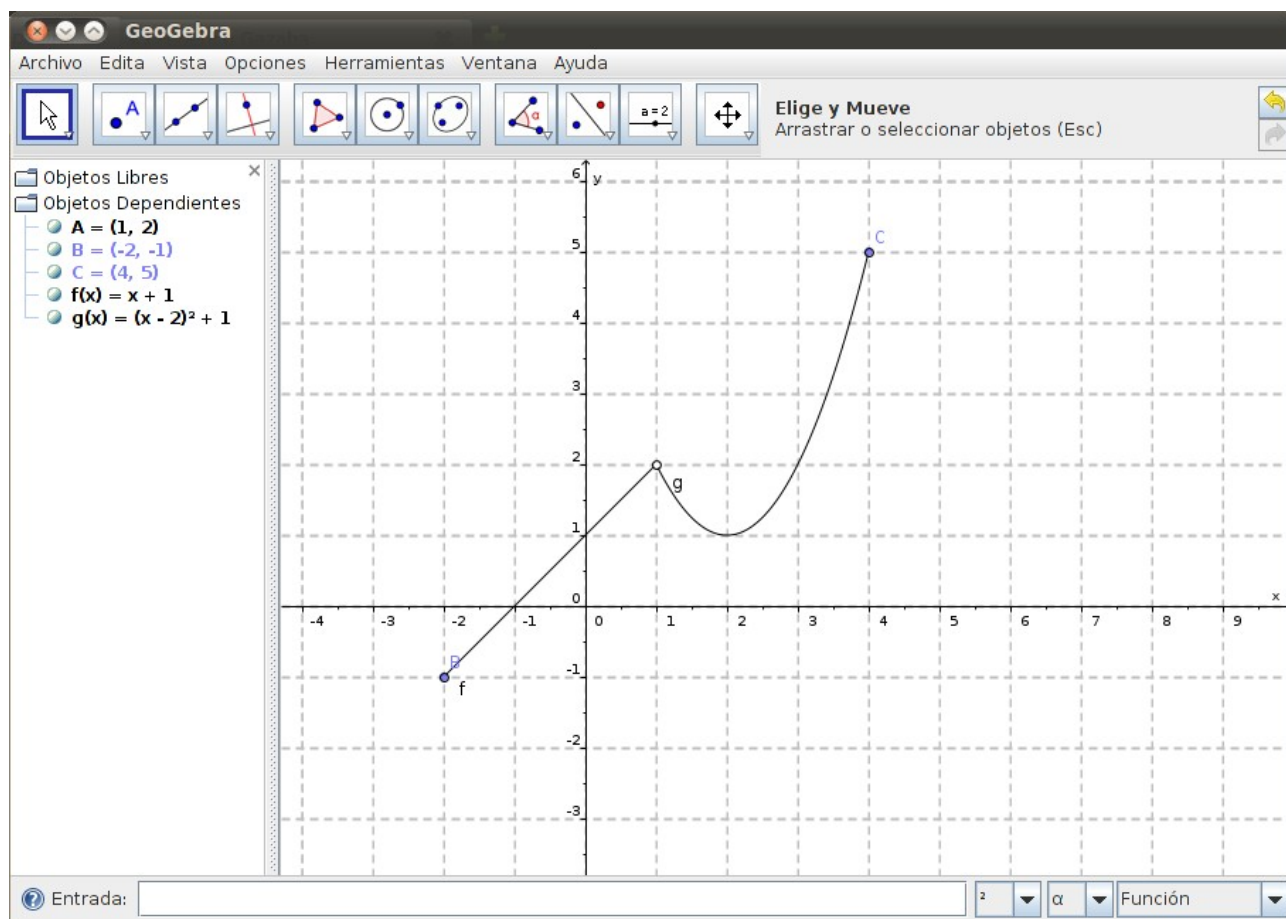 GeoGebra
Archivo Edita Vista Opciones Herramientas Ventana Ayuda
A
α
a = 2
Elige y Mueve
Arrastrar o seleccionar objetos (Esc)
Objetos Libres
Objetos Dependientes
A = (1, 2)
B = (-2, -1)
C = (4, 5)
f(x) = x + 1
g(x) = (x - 2)² + 1
6 y
C
5
4
3
2
g
1
0
x
-4 -3 -2 -1 0 1 2 3 4 5 6 7 8 9
B
-1
f
-2
-3
Entrada:
²
α
Función